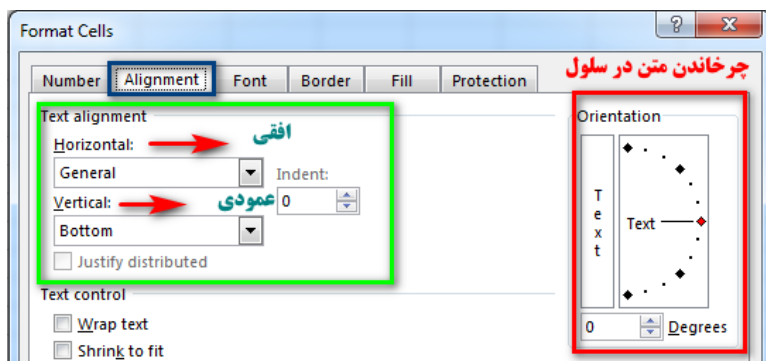 Format Cells
Number Alignment Font Border Fill Protection
چرخاندن متن در سلول
Text alignment
Horizontal:
افقی
General
Indent:
Vertical:
عمودی
0
Bottom
Justify distributed
Text control
Wrap text
Shrink to fit
Orientation
Text
Text
0 Degrees